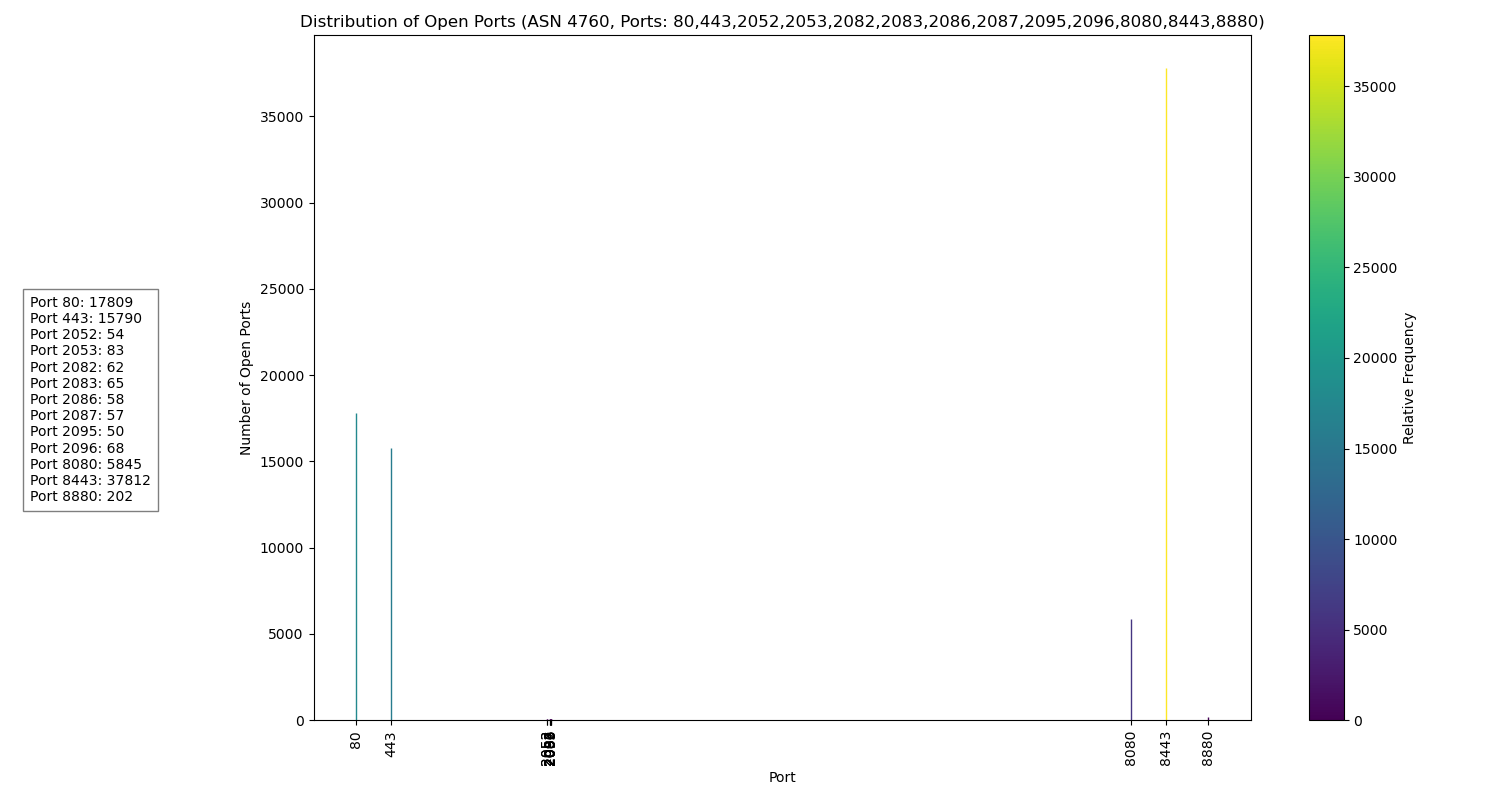 Distribution of Open Ports (ASN 4760, Ports: 80,443,2052,2053,2082,2083,2086,2087,2095,2096,8080,8443,8880)
Port 80: 17809
Port 443: 15790
Port 2052: 54
Port 2053: 83
Port 2082: 62
Port 2083: 65
Port 2086: 58
Port 2087: 57
Port 2095: 50
Port 2096: 68
Port 8080: 5845
Port 8443: 37812
Port 8880: 202
Number of Open Ports
35000
30000
25000
20000
15000
10000
5000
0
80
443
8080
8443
8880
Port
35000
30000
25000
20000
15000
10000
5000
0
Relative Frequency